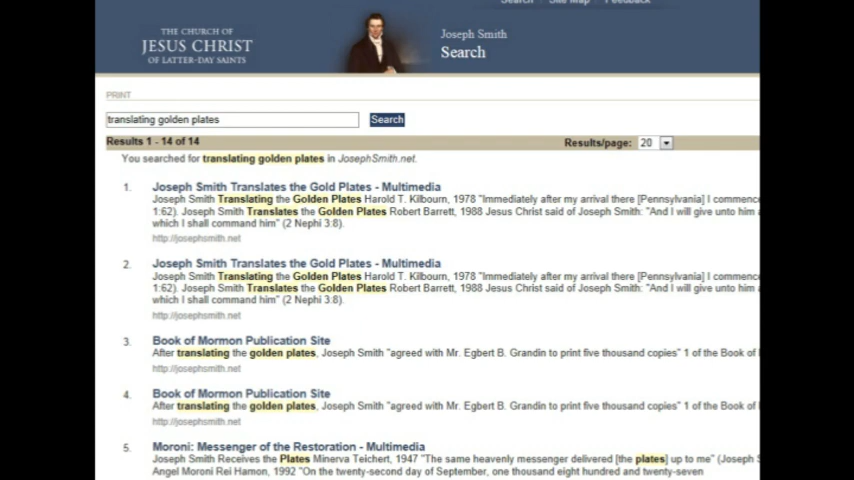 Search | Site Map | Feedback
THE CHURCH OF
JESUS CHRIST
OF LATTER-DAY SAINTS
Joseph Smith
Search
PRINT
translating golden plates
Search
Results 1 - 14 of 14
Results/page: 20
You searched for translating golden plates in JosephSmith.net.
1. Joseph Smith Translates the Gold Plates - Multimedia
Joseph Smith Translating the Golden Plates Harold T. Kilbourn, 1978 "Immediately after my arrival there [Pennsylvania] I commenc
1:62). Joseph Smith Translates the Golden Plates Robert Barrett, 1988 Jesus Christ said of Joseph Smith: "And I will give unto him a
which I shall command him" (2 Nephi 3:8).
http://josephsmith.net
2. Joseph Smith Translates the Gold Plates - Multimedia
Joseph Smith Translating the Golden Plates Harold T. Kilbourn, 1978 "Immediately after my arrival there [Pennsylvania] I commenc
1:62). Joseph Smith Translates the Golden Plates Robert Barrett, 1988 Jesus Christ said of Joseph Smith: "And I will give unto him a
which I shall command him" (2 Nephi 3:8).
http://josephsmith.net
3. Book of Mormon Publication Site
After translating the golden plates, Joseph Smith "agreed with Mr. Egbert B. Grandin to print five thousand copies" 1 of the Book of
http://josephsmith.net
4. Book of Mormon Publication Site
After translating the golden plates, Joseph Smith "agreed with Mr. Egbert B. Grandin to print five thousand copies" 1 of the Book of
http://josephsmith.net
5. Moroni: Messenger of the Restoration - Multimedia
Joseph Smith Receives the Plates Minerva Teichert, 1947 "The same heavenly messenger delivered [the plates] up to me" (Joseph S
Angel Moroni Rei Hamon, 1992 "On the twenty-second day of September, one thousand eight hundred and twenty-seven